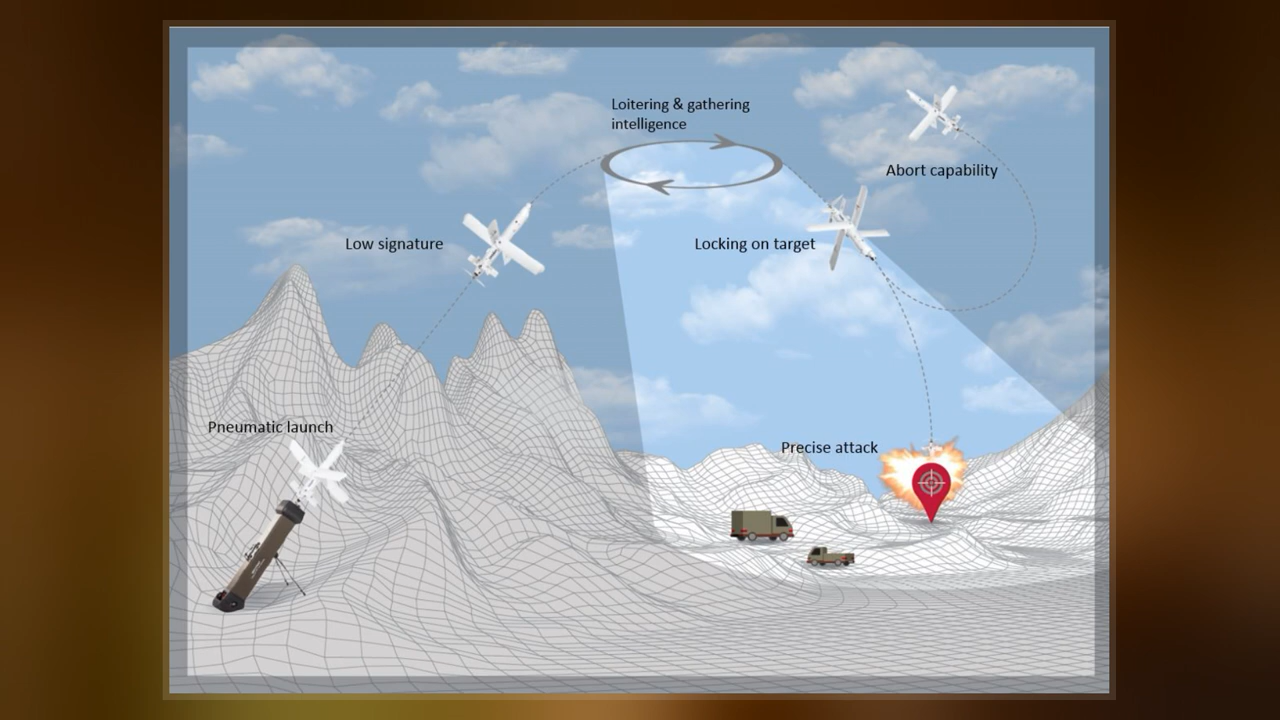 Loitering & gathering
intelligence
Abort capability
Low signature
Locking on target
Pneumatic launch
Precise attack